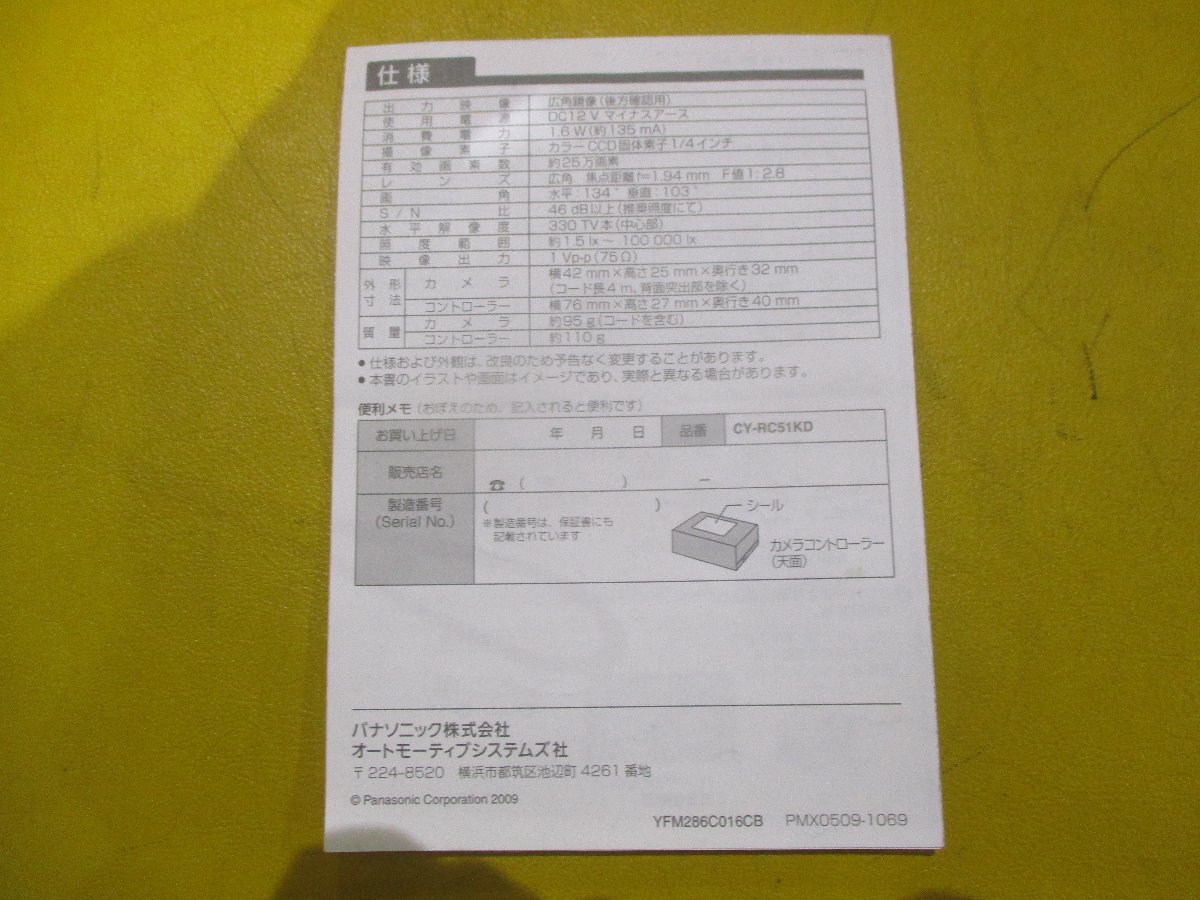 仕様
出力映像 広角鏡像(後方確認用)
使用電源 DC12 V マイナスアース
消費電力 1.6 W(約135 mA)
撮像素子 カラーCCD固体素子1/4インチ
有効画素数 約25万画素
レンズ 広角 焦点距離f=1.94 mm F値1:2.8
画角 水平:134° 垂直:103°
S/N比 46 dB以上(推奨照度にて)
水平解像度 330 TV本(中心部)
照度範囲 約1.5 lx～100 000 lx
映像出力 1 Vp-p(75Ω)
外形寸法 カメラ 横42 mm×高さ25 mm×奥行き32 mm
(コード長4 m、背面突出部を除く)
コントローラー 横76 mm×高さ27 mm×奥行き40 mm
質量 カメラ 約95 g(コードを含む)
コントローラー 約110 g
●仕様および外観は、改良のため予告なく変更することがあります。
●本書のイラストや画面はイメージであり、実際と異なる場合があります。
便利メモ(おぼえのため、記入されると便利です)
お買い上げ日 年 月 日 品番 CY-RC51KD
販売店名 ☎( ) －
製造番号 ( )
(Serial No.)
※製造番号は、保証書にも
記載されています
シール
カメラコントローラー
(天面)
パナソニック株式会社
オートモーティブシステムズ社
〒224-8520 横浜市都筑区池辺町4261番地
© Panasonic Corporation 2009
YFM286C016CB PMX0509-1069